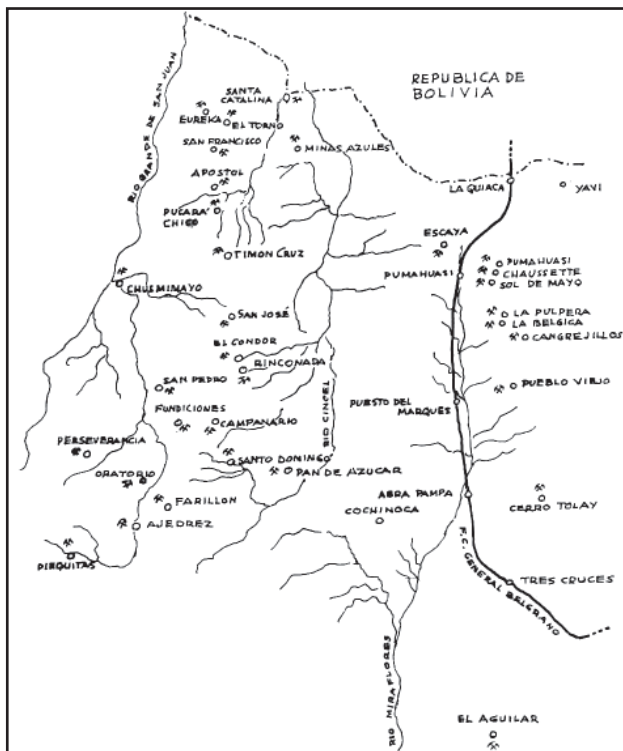 REPUBLICA DE
BOLIVIA
RIO GRANDE DE SAN JUAN
SANTA
CATALINA
EUREKA
EL TORNO
SAN FRANCISCO
MINAS AZULES
APOSTOL
LA QUIACA
YAVI
PUCARA'
CHICO
ESCAYA
TIMON CRUZ
PUMAHUASI
PUMAHUASI
CHAUSSETTE
SOL DE MAYO
CHUSMINAYO
SAN JOSÉ
LA PULPERA
LA BELGICA
CANGREJILLOS
EL CONDOR
RINCONADA
SAN PEDRO
PUEBLO VIEJO
PUESTO DEL
MARQUES
RIO CINCEL
FUNDICIONES
CAMPANARIO
PERSEVERANCIA
SANTO DOMINGO
PAN DE AZUCAR
ORATORIO
ABRA PAMPA
FARILLON
COCHINOCA
CERRO TOLAY
AJEDREZ
PIRQUITAS
F.C. GENERAL BELGRANO
TRES CRUCES
RIO MIRAFLORES
EL AGUILAR